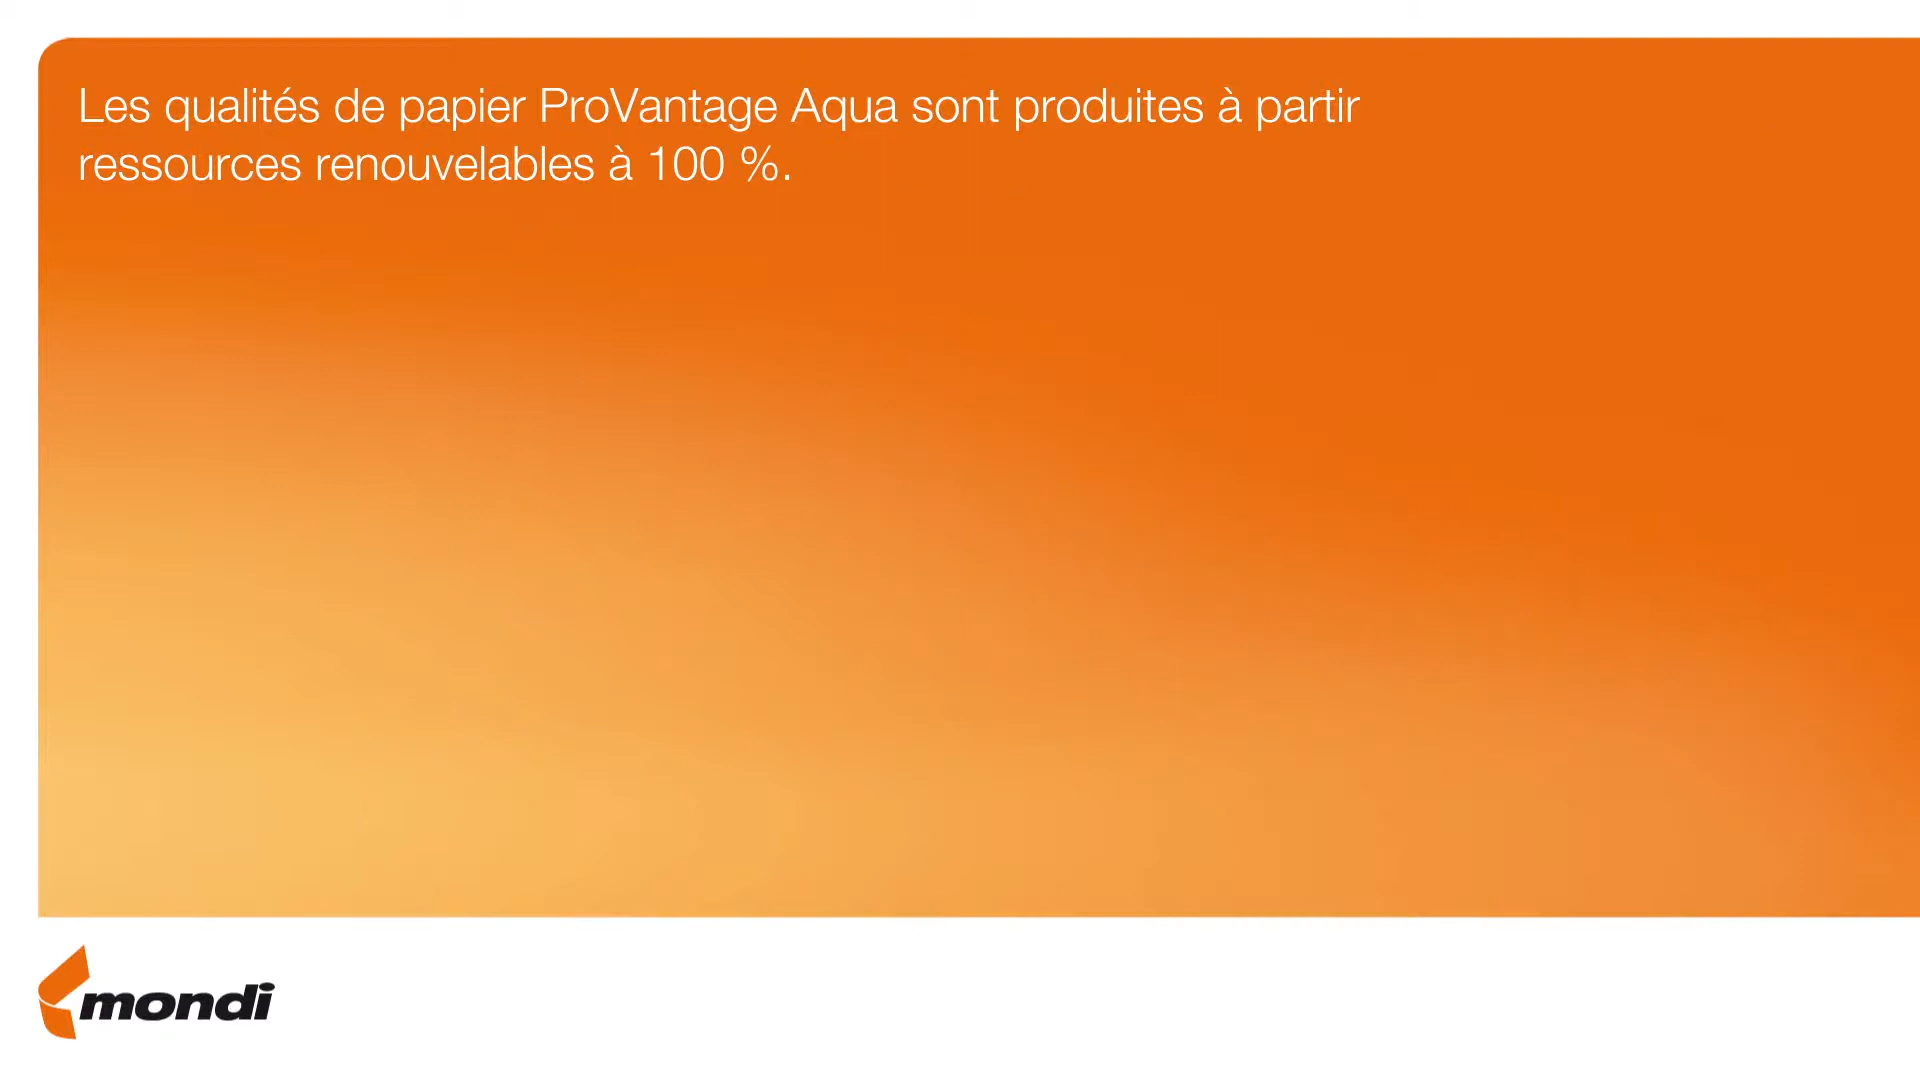 Les qualités de papier ProVantage Aqua sont produites à partir
ressources renouvelables à 100 %.
mondi